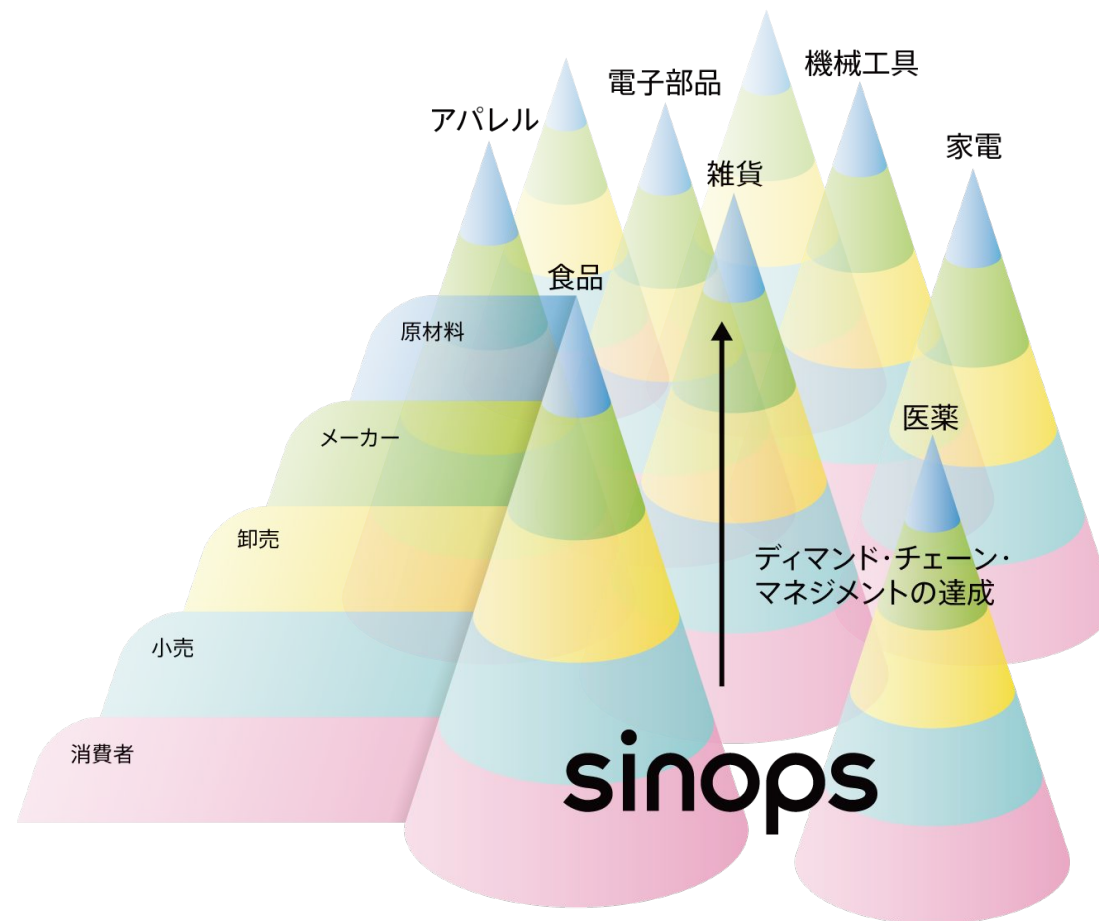 機械工具
電子部品
アパレル
家電
雑貨
食品
原材料
医薬
メーカー
卸売
ディマンド・チェーン・
マネジメントの達成
小売
消費者
sinops